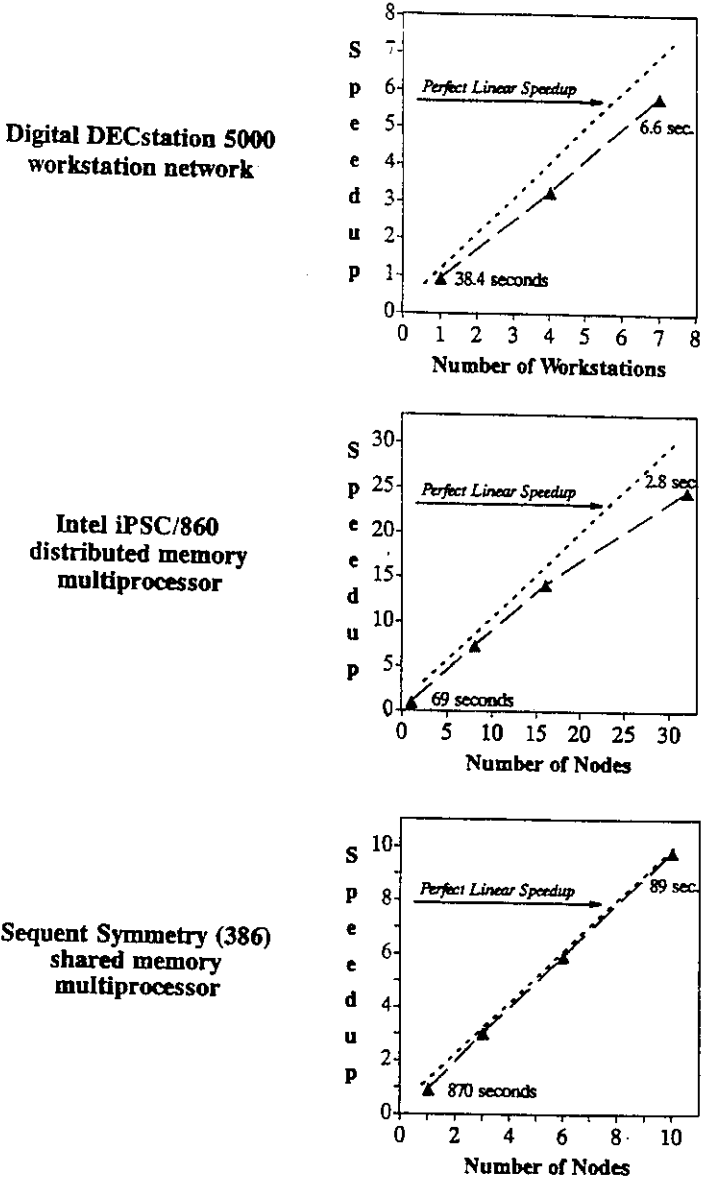 Digital DECstation 5000
workstation network
Speedup
8
7
6
5
4
3
2
1
0
Perfect Linear Speedup
6.6 sec.
38.4 seconds
0 1 2 3 4 5 6 7 8
Number of Workstations
Intel iPSC/860
distributed memory
multiprocessor
Speedup
30
25
20
15
10
5
0
Perfect Linear Speedup
2.8 sec
69 seconds
0 5 10 15 20 25 30
Number of Nodes
Sequent Symmetry (386)
shared memory
multiprocessor
Speedup
10
8
6
4
2
0
Perfect Linear Speedup
89 sec.
870 seconds
0 2 4 6 8 10
Number of Nodes